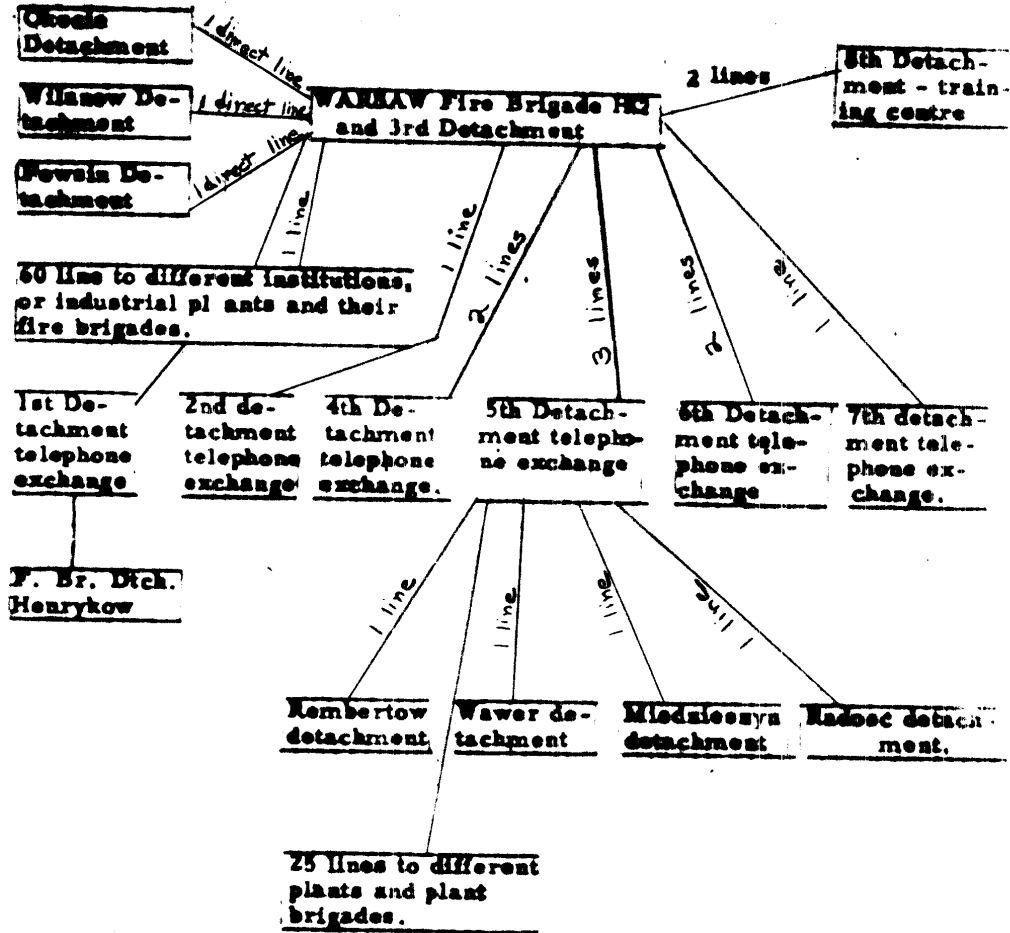 Okecie
Detachment
1 direct line
Wilanow De-
tachment
1 direct line
Powsin De-
tachment
1 direct line
WARSAW Fire Brigade HQ
and 3rd Detachment
2 lines
8th Detach-
ment - train-
ing centre
1 line
60 line to different institutions,
or industrial pl ants and their
fire brigades.
1 line
2 lines
3 lines
2 lines
1 line
1st De-
tachment
telephone
exchange
2nd de-
tachment
telephone
exchange
4th De-
tachment
telephone
exchange.
5th Detach-
ment telepho-
ne exchange
6th Detach-
ment tele-
phone ex-
change
7th detach-
ment tele-
phone ex-
change.
F. Br. Dtch.
Henrykow
1 line
1 line
1 line
1 line
Rembertow
detachment
Wawer de-
tachment
Miedzieszyn
detachment
Radosc detach-
ment.
25 lines to different
plants and plant
brigades.